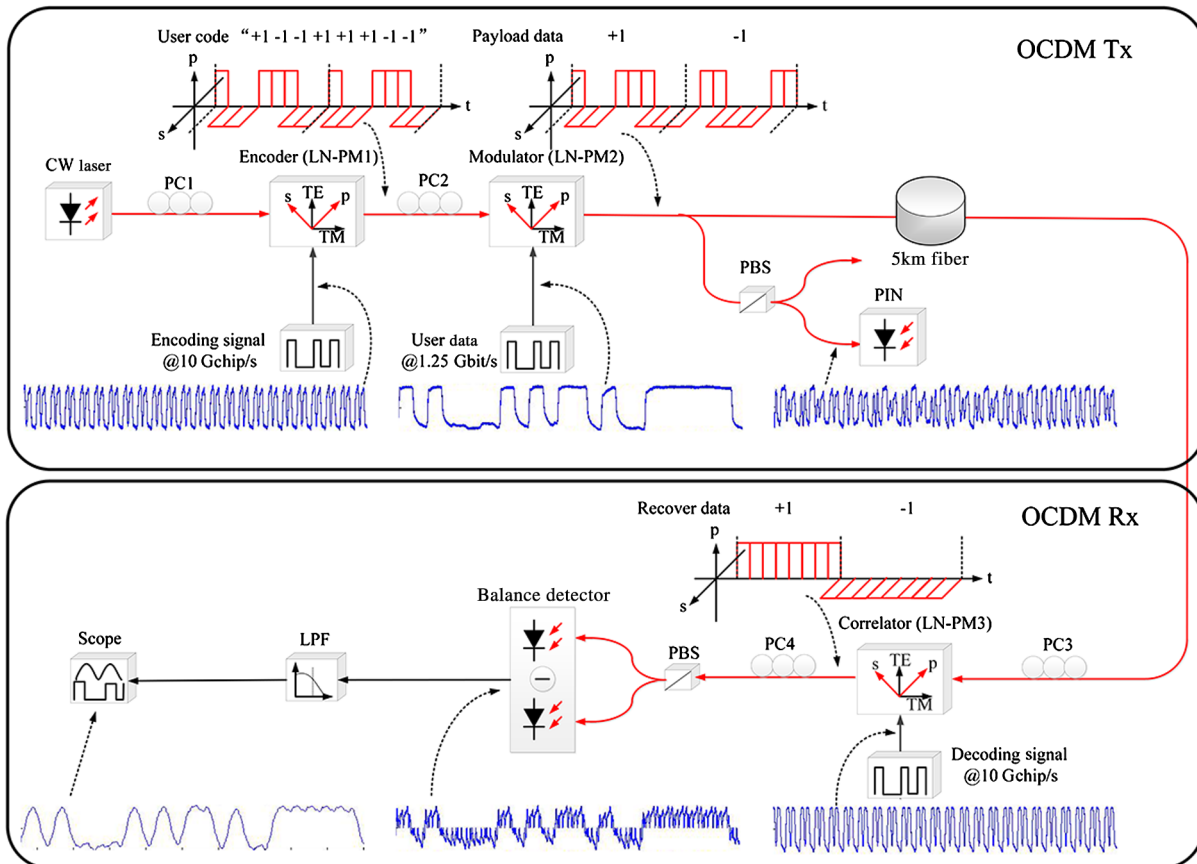 User code “+1 -1 -1 +1 +1 +1 -1 -1”
Payload data +1 -1
OCDM Tx
p
t
s
p
t
s
CW laser
PC1
Encoder (LN-PM1)
s TE p
TM
PC2
Modulator (LN-PM2)
s TE p
TM
5km fiber
PBS
PIN
Encoding signal
@10 Gchip/s
User data
@1.25 Gbit/s
OCDM Rx
Recover data +1 -1
p
t
s
Balance detector
Scope
LPF
PBS
PC4
Correlator (LN-PM3)
s TE p
TM
PC3
Decoding signal
@10 Gchip/s